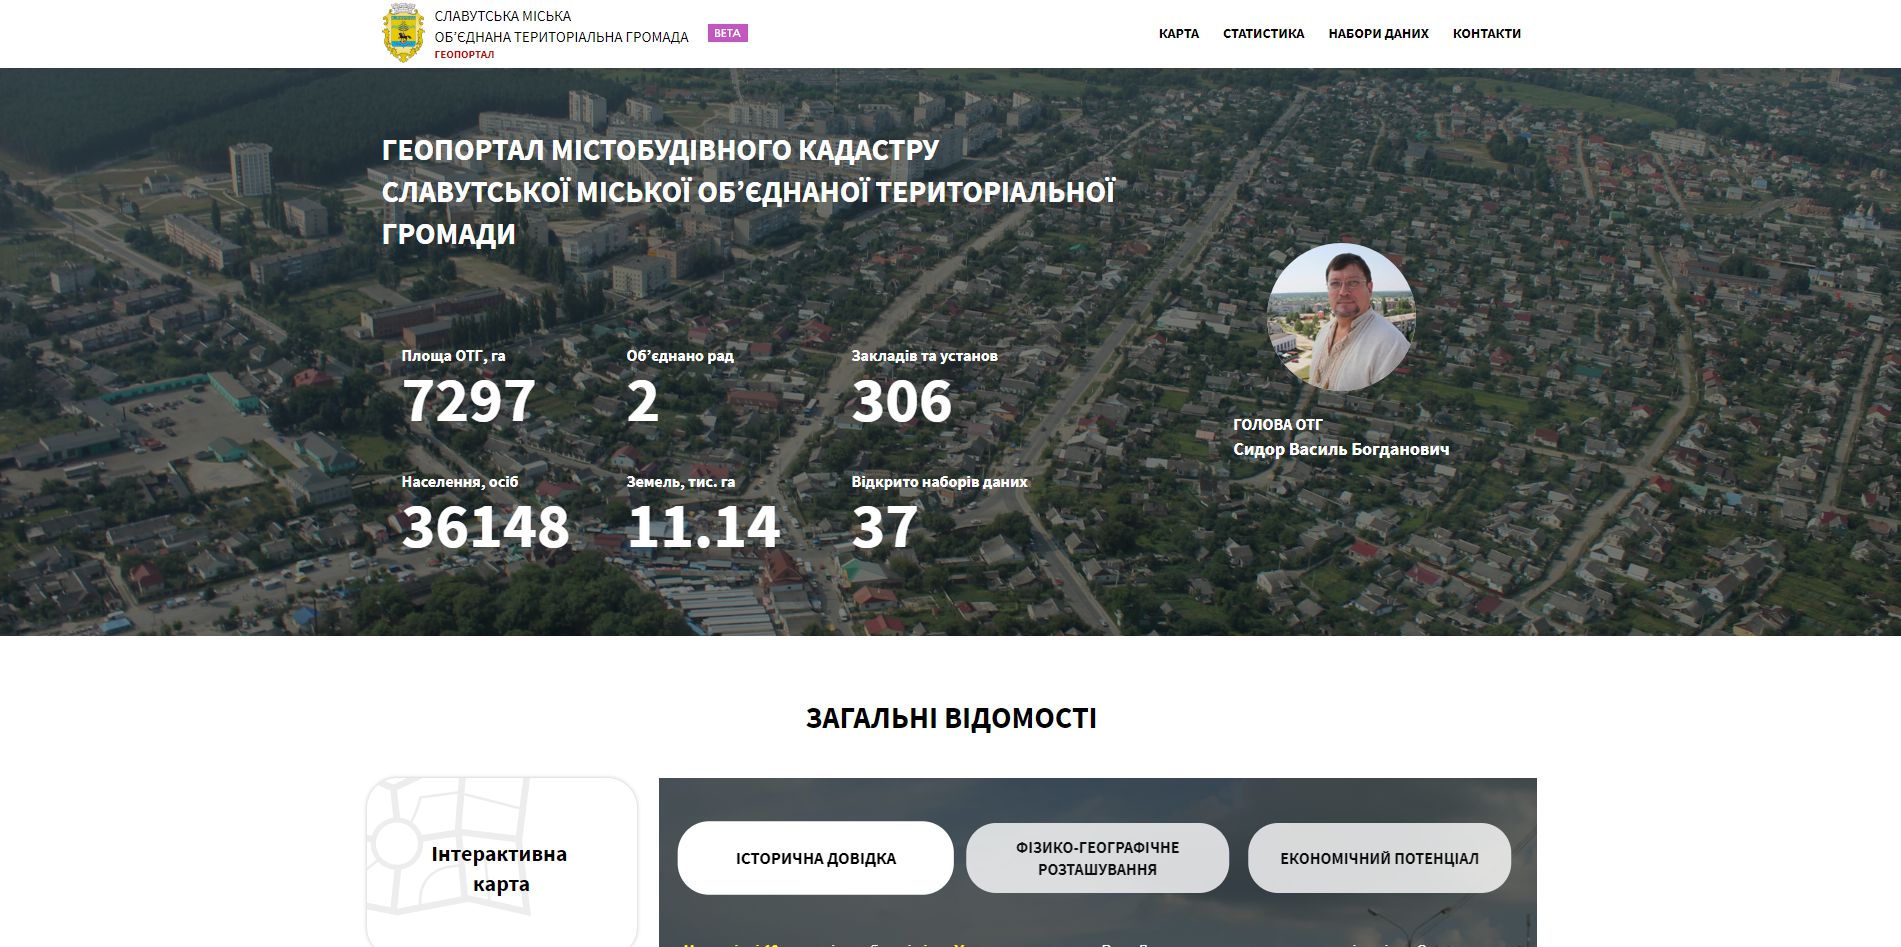 СЛАВУТСЬКА МІСЬКА
ОБ’ЄДНАНА ТЕРИТОРІАЛЬНА ГРОМАДА
ГЕОПОРТАЛ
BETA
КАРТА СТАТИСТИКА НАБОРИ ДАНИХ КОНТАКТИ
ГЕОПОРТАЛ МІСТОБУДІВНОГО КАДАСТРУ
СЛАВУТСЬКОЇ МІСЬКОЇ ОБ’ЄДНАНОЇ ТЕРИТОРІАЛЬНОЇ
ГРОМАДИ
Площа ОТГ, га
7297
Об’єднано рад
2
Закладів та установ
306
Населення, осіб
36148
Земель, тис. га
11.14
Відкрито наборів даних
37
ГОЛОВА ОТГ
Сидор Василь Богданович
ЗАГАЛЬНІ ВІДОМОСТІ
Інтерактивна
карта
ІСТОРИЧНА ДОВІДКА
ФІЗИКО-ГЕОГРАФІЧНЕ
РОЗТАШУВАННЯ
ЕКОНОМІЧНИЙ ПОТЕНЦІАЛ